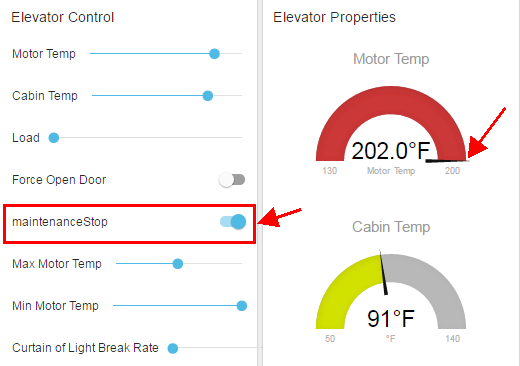 Elevator Control
Motor Temp
Cabin Temp
Load
Force Open Door
maintenanceStop
Max Motor Temp
Min Motor Temp
Curtain of Light Break Rate
Elevator Properties
Motor Temp
202.0°F
130 Motor Temp 200
Cabin Temp
91°F
50 °F 140